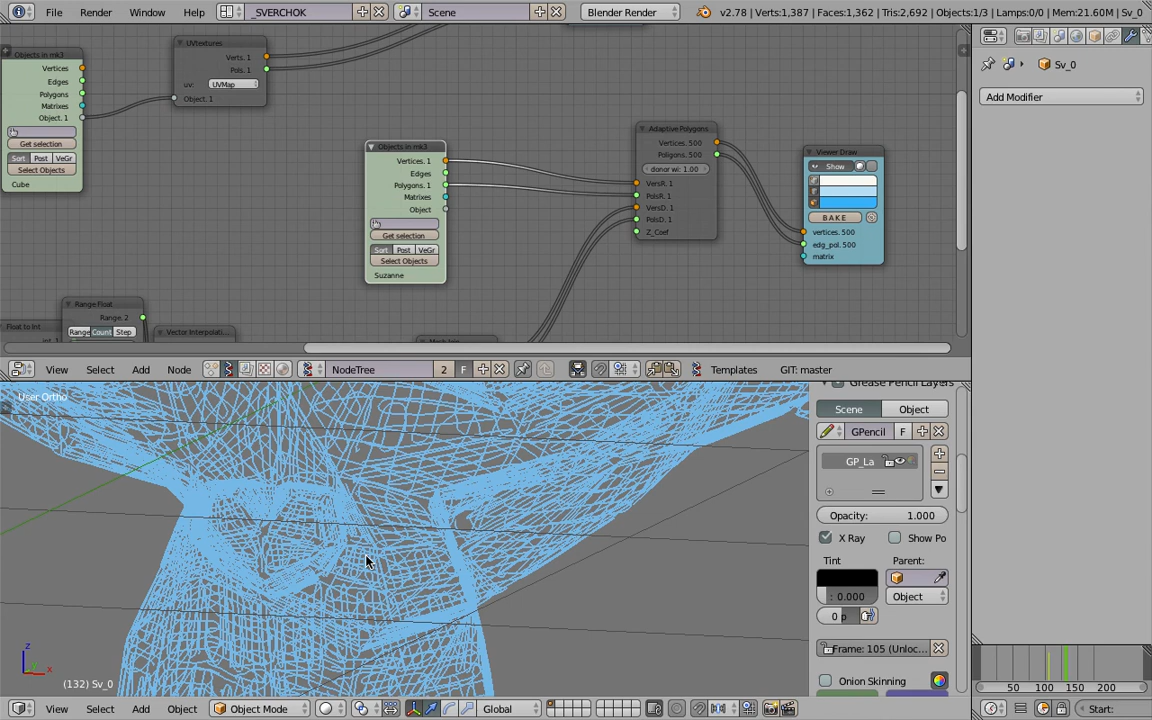 File Render Window Help _SVERCHOK Scene Blender Render v2.78 | Verts:1,387 | Faces:1,362 | Tris:2,692 | Objects:1/3 | Lamps:0/0 | Mem:21.60M | Sv_0
Objects in mk3
Vertices
Edges
Polygons
Matrixes
Object. 1
Get selection
Sort Post VeGr
Select Objects
Cube
UVtextures
Verts. 1
Pols. 1
uv: UVMap
Object. 1
Objects in mk3
Vertices. 1
Edges
Polygons. 1
Matrixes
Object
Get selection
Sort Post VeGr
Select Objects
Suzanne
Adaptive Polygons
Vertices. 500
Poligons. 500
donor wi: 1.00
VersR. 1
PolsR. 1
VersD. 1
PolsD. 1
Z_Coef
Viewer Draw
Show
BAKE
vertices. 500
edg_pol. 500
matrix
Range Float
Range. 2
Range Count Step
Float to Int
Vector Interpolati...
Sv_0
Add Modifier
View Select Add Node NodeTree 2 F Templates GIT: master
User Ortho
Grease Pencil Layers
Scene Object
GPencil F
GP_La
Opacity: 1.000
X Ray Show Po
Tint Parent:
: 0.000 Object
0 p
Frame: 105 (Unloc...
Onion Skinning
z
y x
(132) Sv_0
50 100 150 200
View Select Add Object Object Mode Global Start: